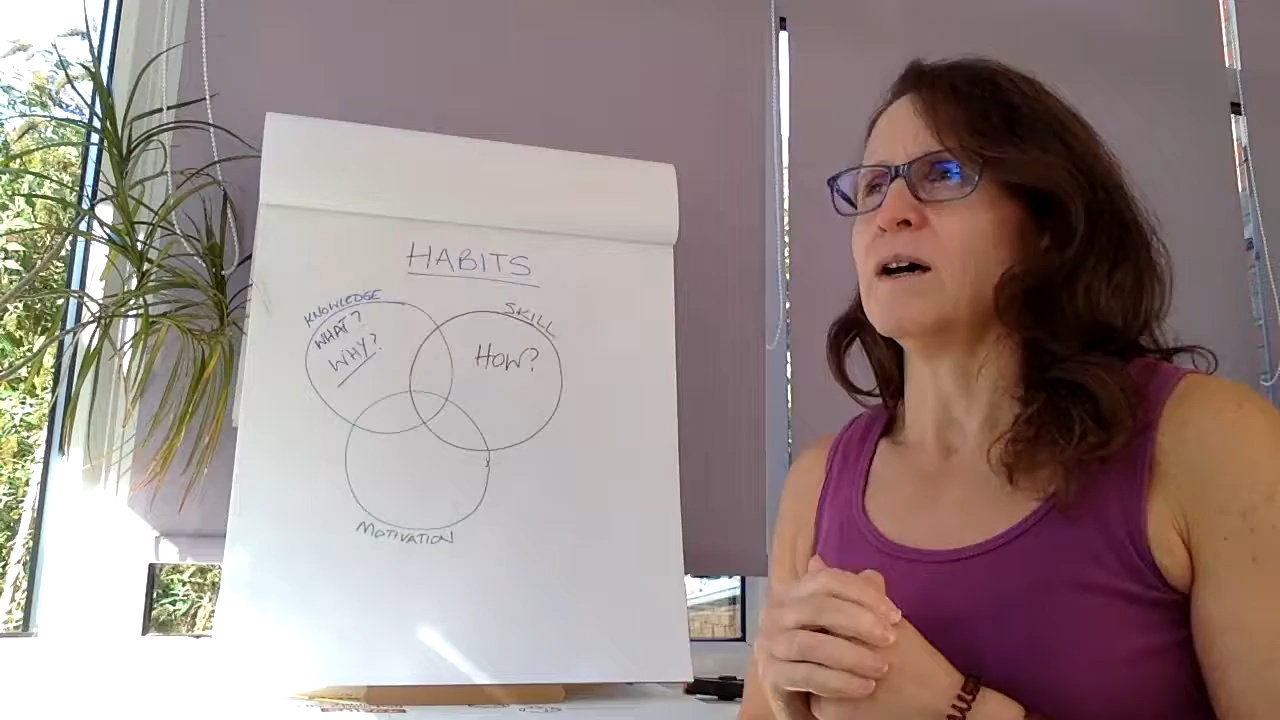 HABITS
KNOWLEDGE
WHAT?
WHY?
SKILL
HOW?
MOTIVATION